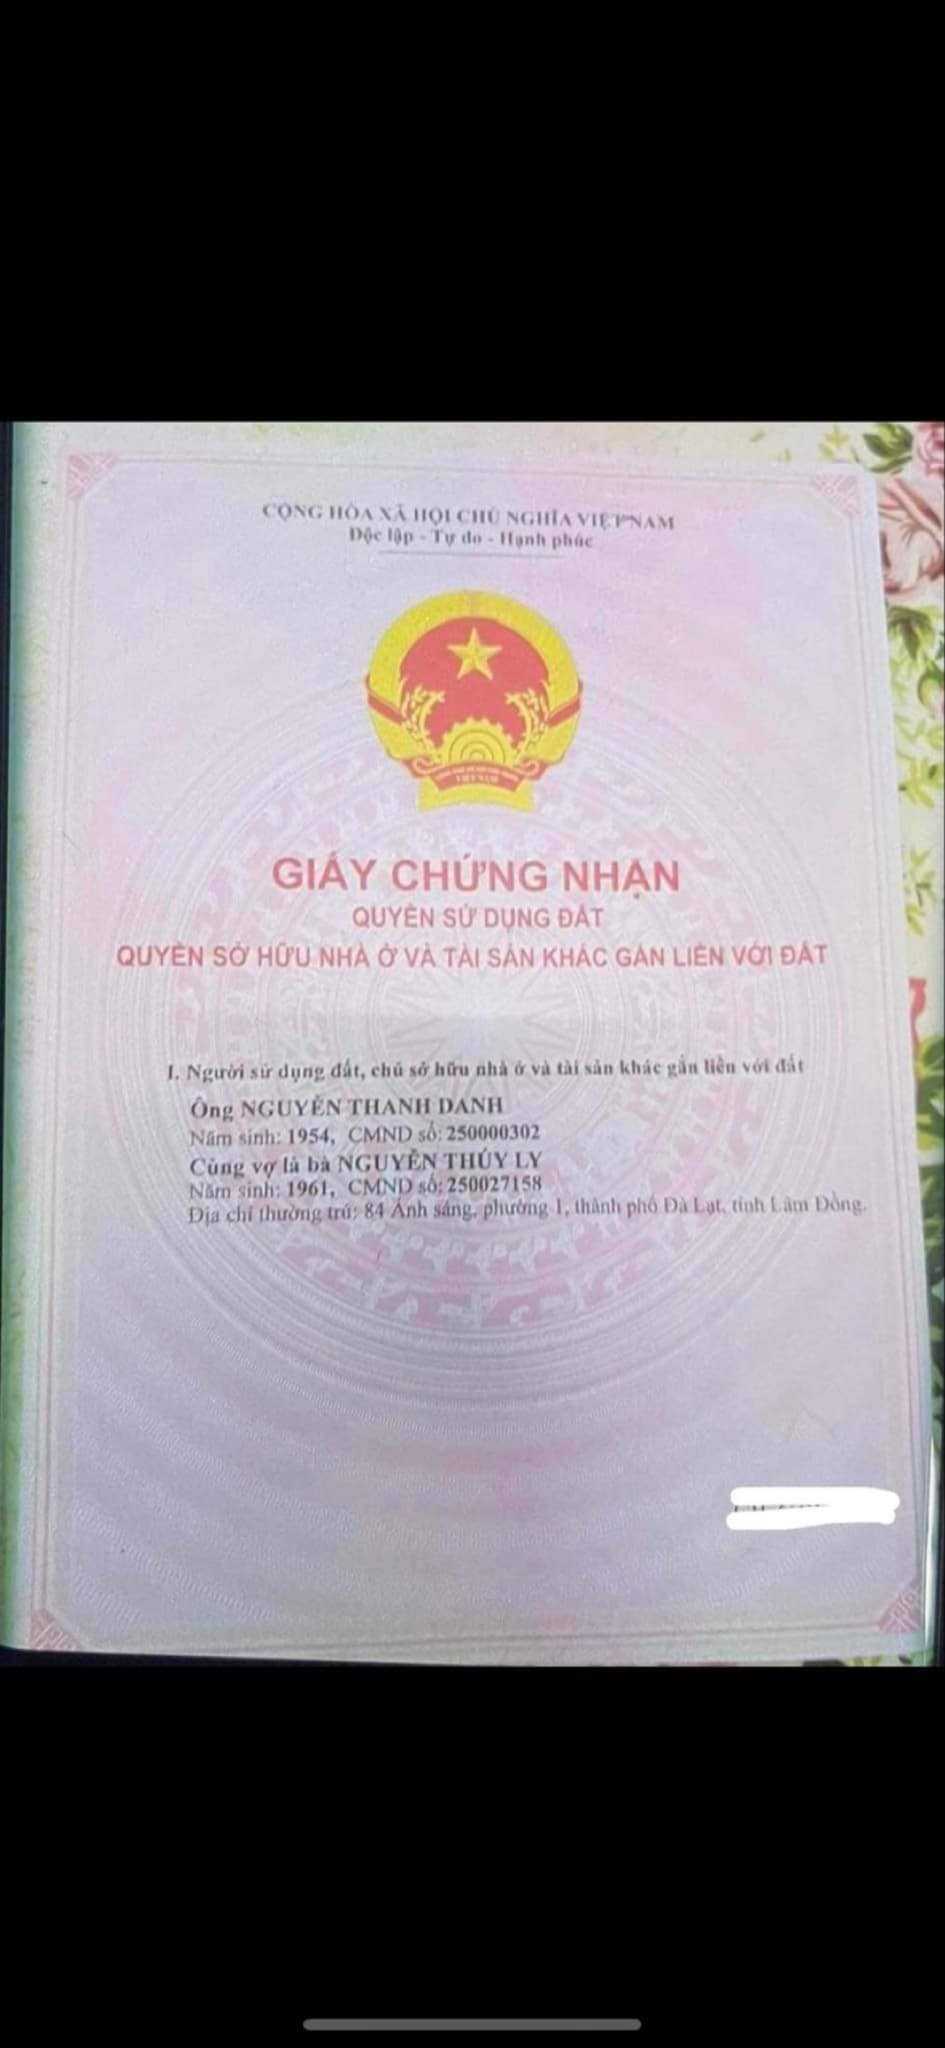 CỘNG HÒA XÃ HỘI CHỦ NGHĨA VIỆT NAM
Độc lập - Tự do - Hạnh phúc
GIẤY CHỨNG NHẬN
QUYỀN SỬ DỤNG ĐẤT
QUYỀN SỞ HỮU NHÀ Ở VÀ TÀI SẢN KHÁC GẮN LIỀN VỚI ĐẤT
I. Người sử dụng đất, chủ sở hữu nhà ở và tài sản khác gắn liền với đất
Ông NGUYỄN THANH DANH
Năm sinh: 1954, CMND số: 250000302
Cùng vợ là bà NGUYỄN THÚY LY
Năm sinh: 1961, CMND số: 250027158
Địa chỉ thường trú: 84 Ánh sáng, phường 1, thành phố Đà Lạt, tỉnh Lâm Đồng.